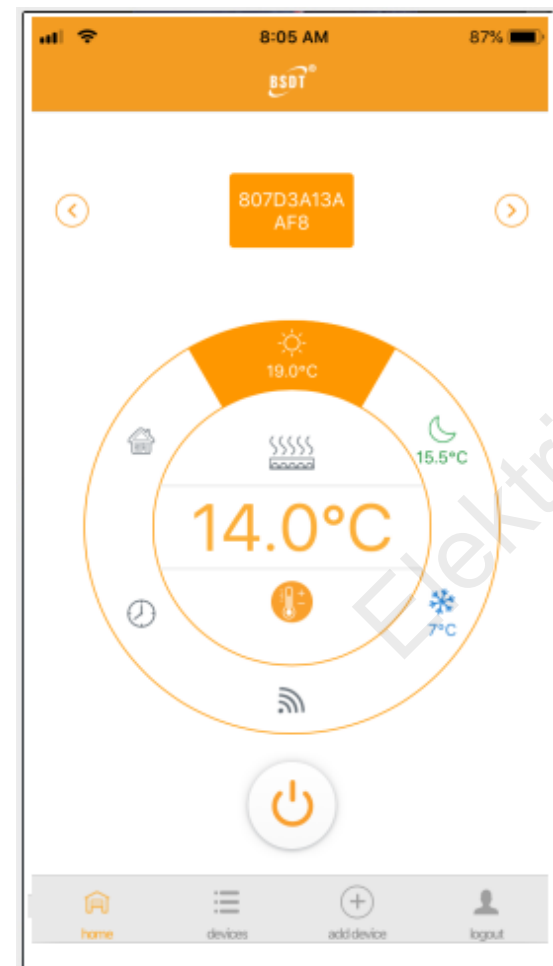 8:05 AM
87%
BSDT®
807D3A13A
AF8
19.0°C
15.5°C
14.0°C
7°C
Elektri
home
devices
add device
logout